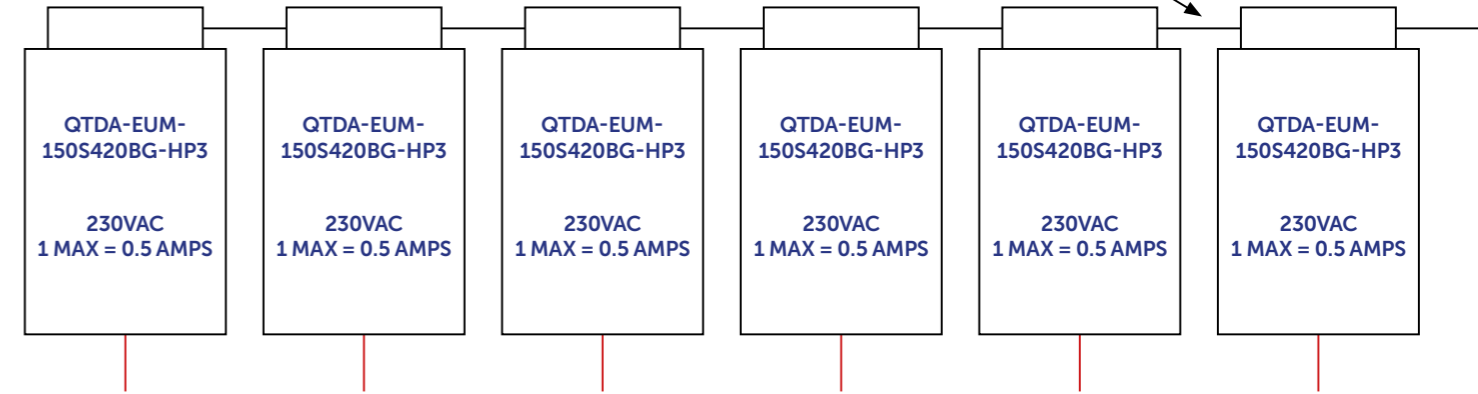 QTDA-EUM-
150S420BG-HP3
230VAC
1 MAX = 0.5 AMPS
QTDA-EUM-
150S420BG-HP3
230VAC
1 MAX = 0.5 AMPS
QTDA-EUM-
150S420BG-HP3
230VAC
1 MAX = 0.5 AMPS
QTDA-EUM-
150S420BG-HP3
230VAC
1 MAX = 0.5 AMPS
QTDA-EUM-
150S420BG-HP3
230VAC
1 MAX = 0.5 AMPS
QTDA-EUM-
150S420BG-HP3
230VAC
1 MAX = 0.5 AMPS